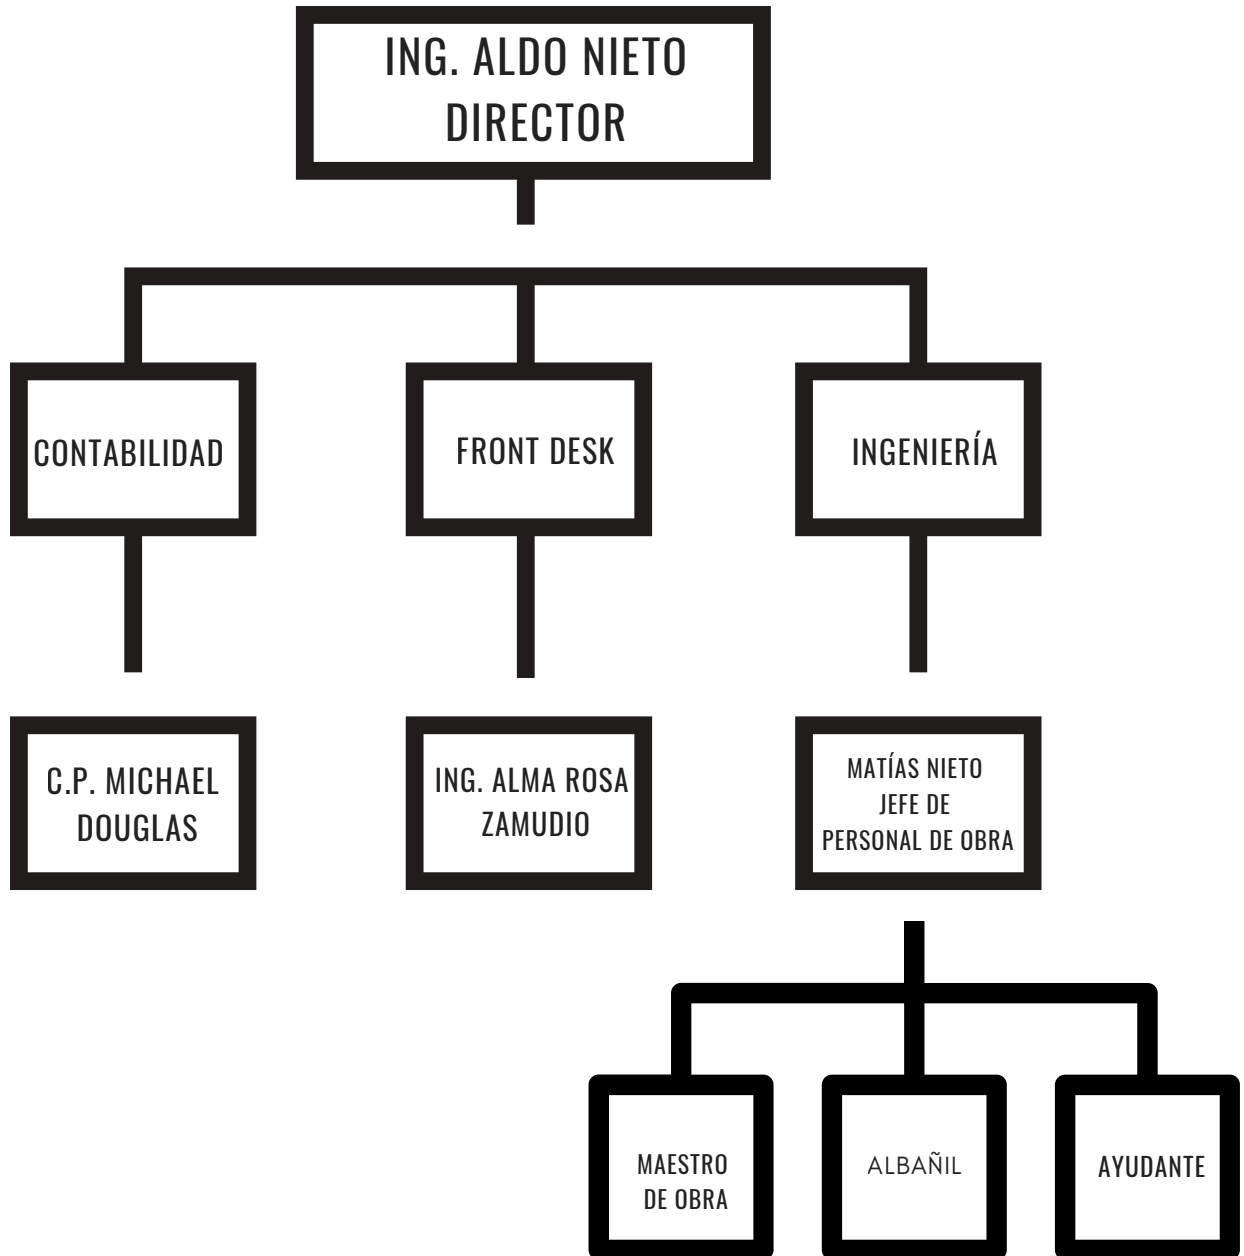 ING. ALDO NIETO
DIRECTOR
CONTABILIDAD
FRONT DESK
INGENIERÍA
C.P. MICHAEL
DOUGLAS
ING. ALMA ROSA
ZAMUDIO
MATÍAS NIETO
JEFE DE
PERSONAL DE OBRA
MAESTRO
DE OBRA
ALBAÑIL
AYUDANTE